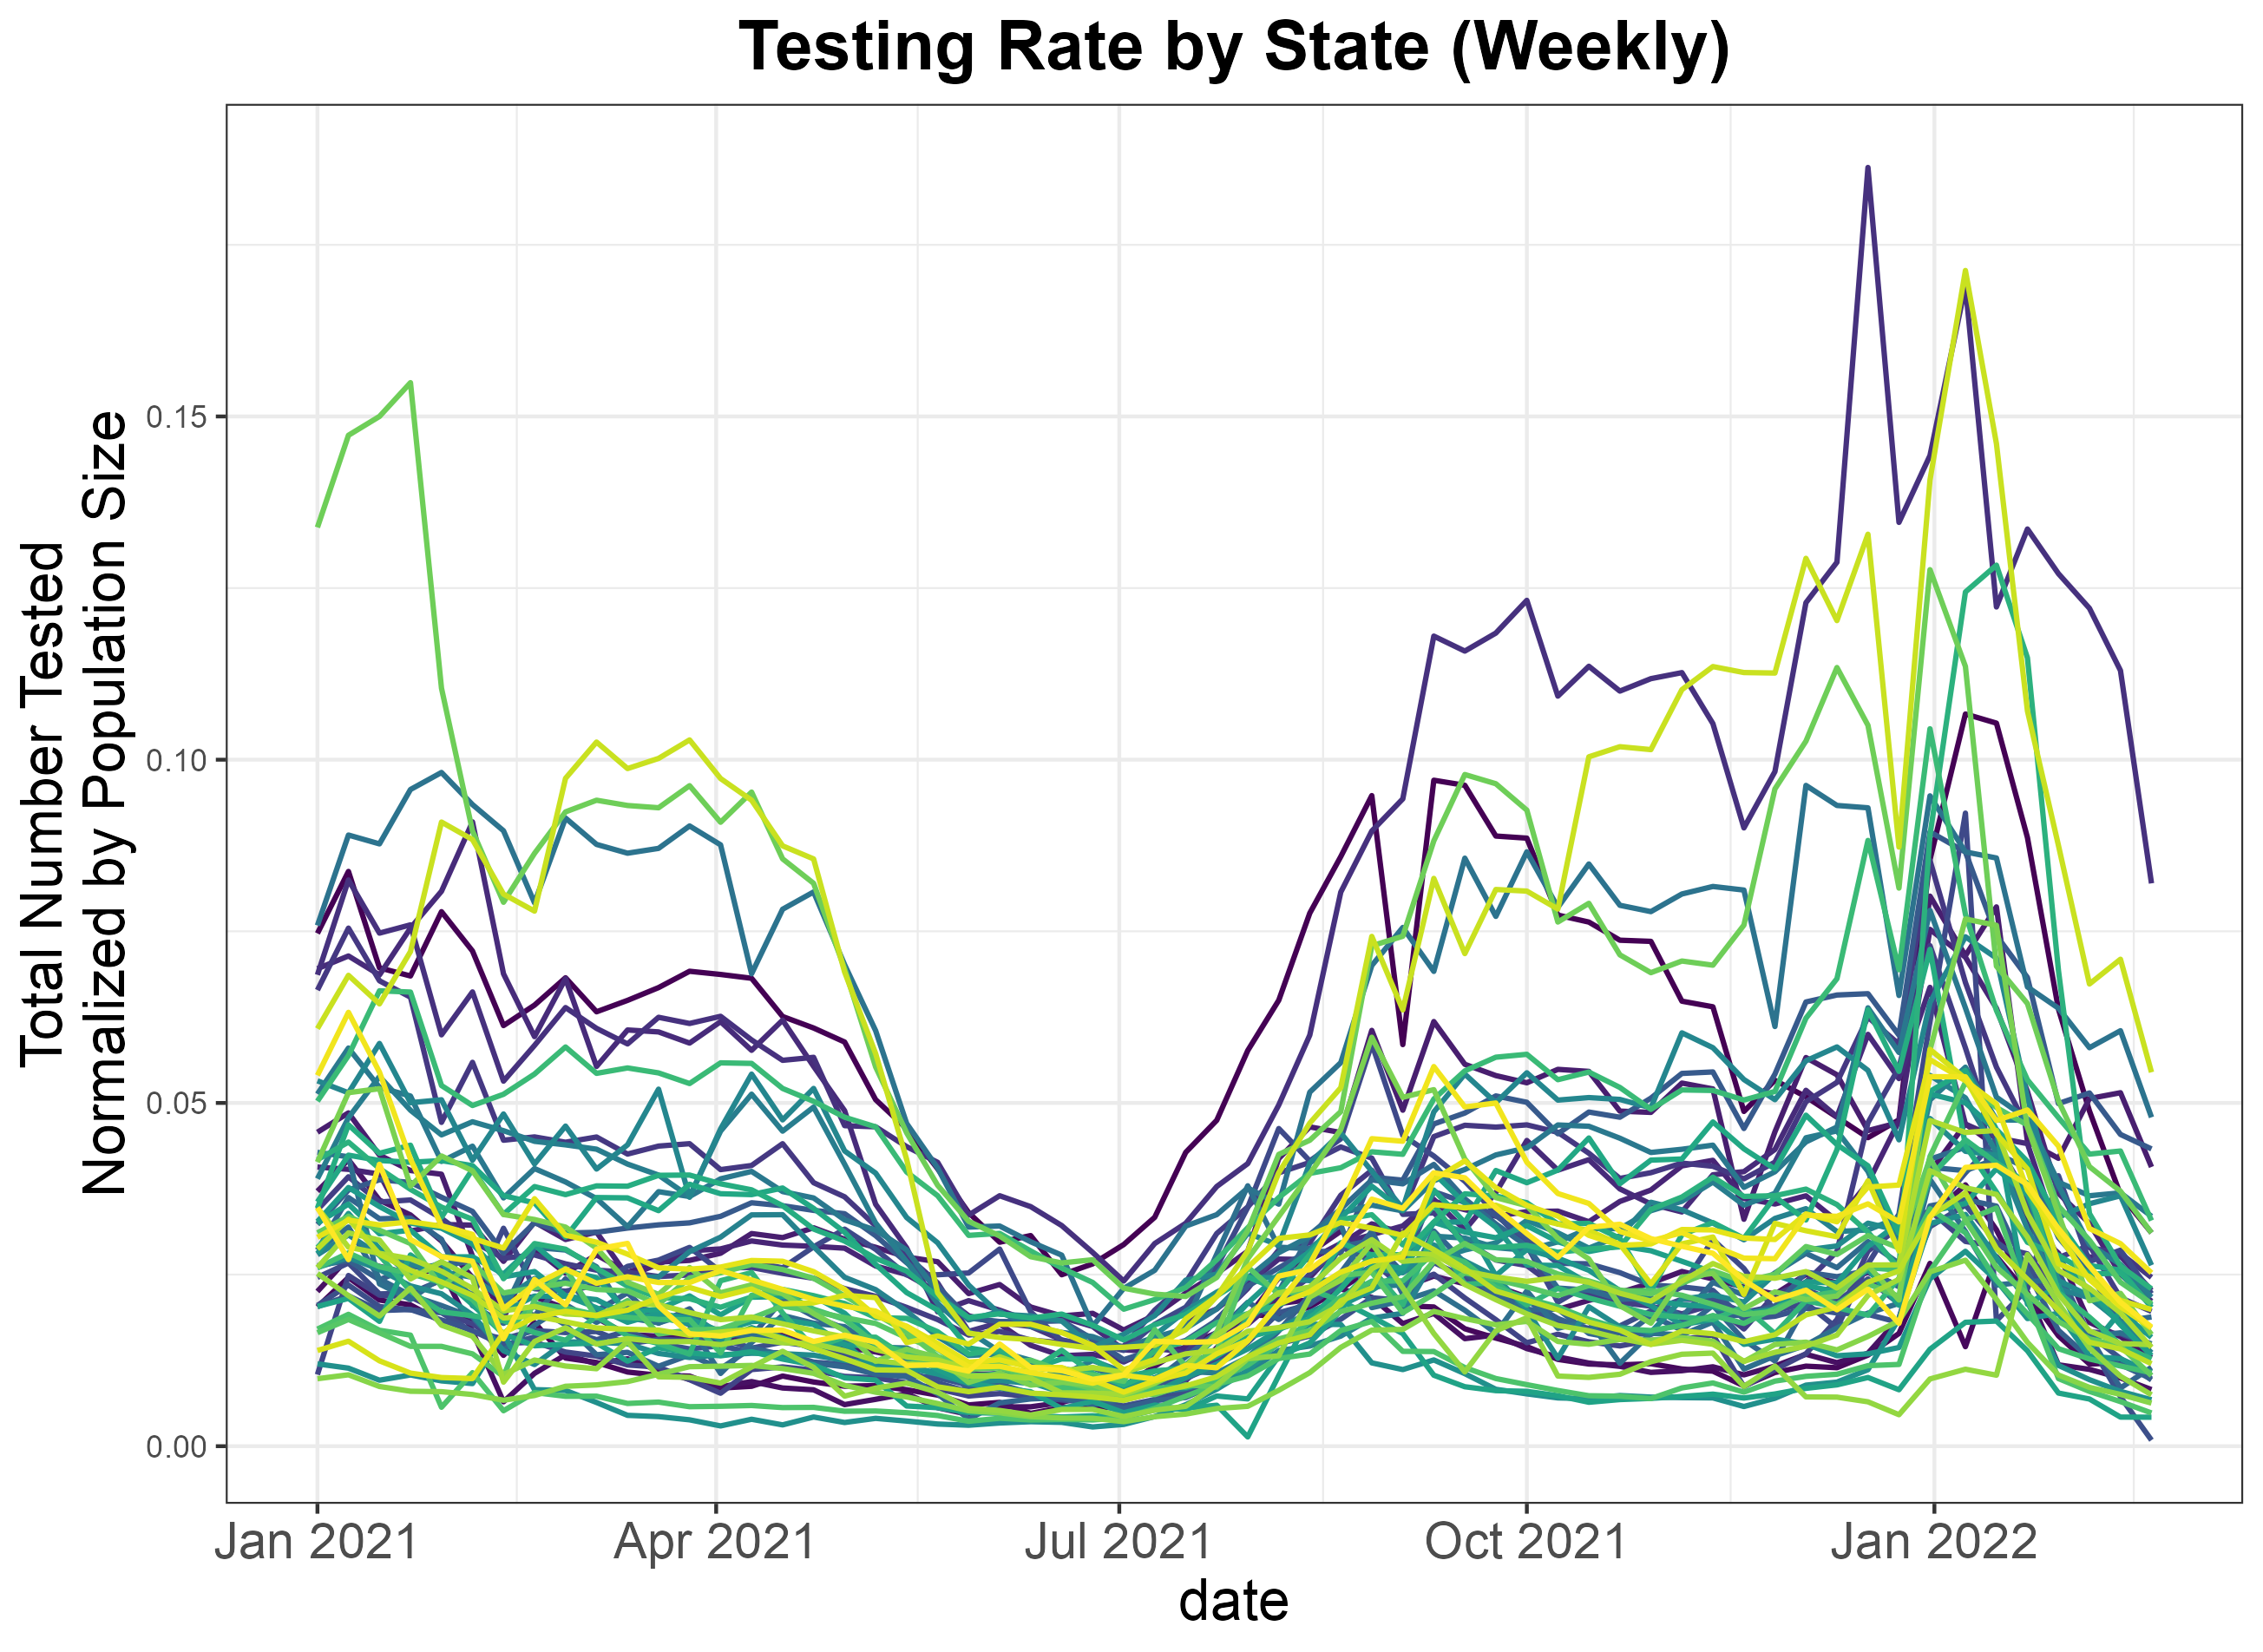 Testing Rate by State (Weekly)
Total Number Tested
Normalized by Population Size
0.15
0.10
0.05
0.00
Jan 2021
Apr 2021
Jul 2021
Oct 2021
Jan 2022
date